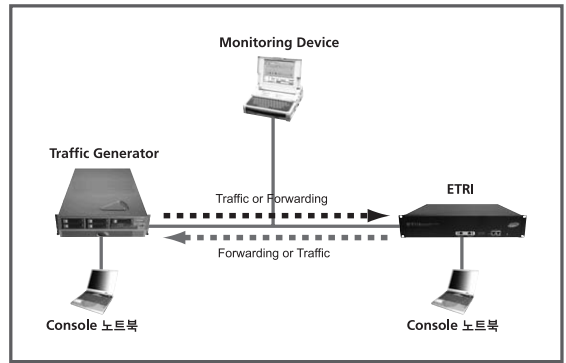 Monitoring Device
Traffic Generator
ETRI
Traffic or Forwarding
Forwarding or Traffic
Console 노트북
Console 노트북